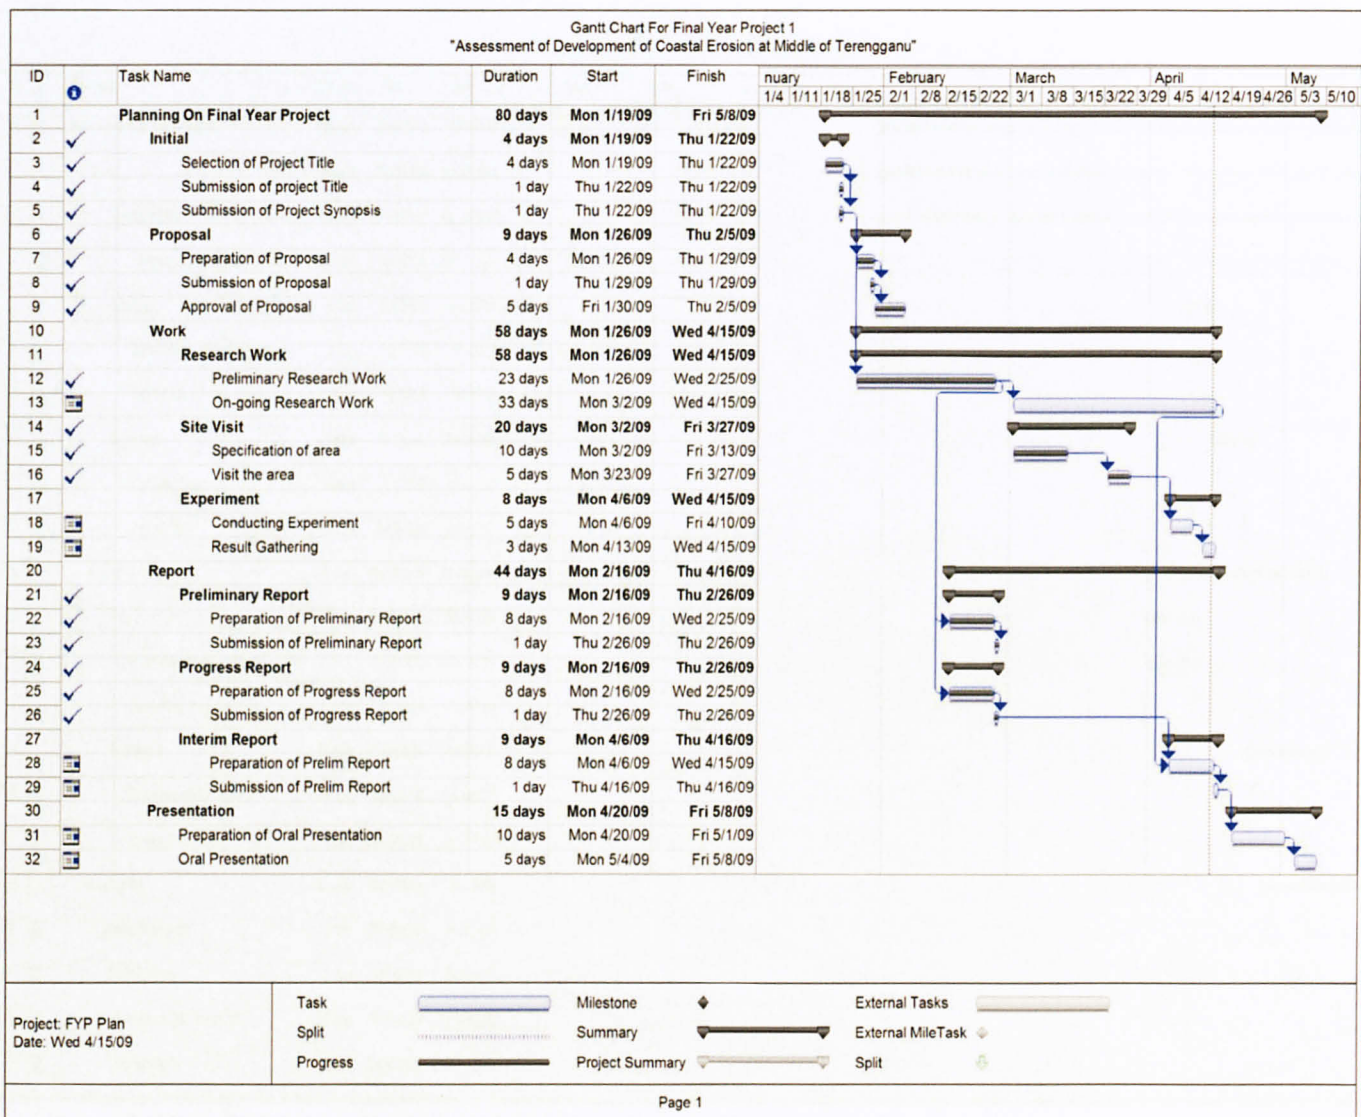 Gantt Chart For Final Year Project 1
"Assessment of Development of Coastal Erosion at Middle of Terengganu"
ID Task Name Duration Start Finish nuary February March April May
1/4 1/11 1/18 1/25 2/1 2/8 2/15 2/22 3/1 3/8 3/15 3/22 3/29 4/5 4/12 4/19 4/26 5/3 5/10
1 Planning On Final Year Project 80 days Mon 1/19/09 Fri 5/8/09
2 Initial 4 days Mon 1/19/09 Thu 1/22/09
3 Selection of Project Title 4 days Mon 1/19/09 Thu 1/22/09
4 Submission of project Title 1 day Thu 1/22/09 Thu 1/22/09
5 Submission of Project Synopsis 1 day Thu 1/22/09 Thu 1/22/09
6 Proposal 9 days Mon 1/26/09 Thu 2/5/09
7 Preparation of Proposal 4 days Mon 1/26/09 Thu 1/29/09
8 Submission of Proposal 1 day Thu 1/29/09 Thu 1/29/09
9 Approval of Proposal 5 days Fri 1/30/09 Thu 2/5/09
10 Work 58 days Mon 1/26/09 Wed 4/15/09
11 Research Work 58 days Mon 1/26/09 Wed 4/15/09
12 Preliminary Research Work 23 days Mon 1/26/09 Wed 2/25/09
13 On-going Research Work 33 days Mon 3/2/09 Wed 4/15/09
14 Site Visit 20 days Mon 3/2/09 Fri 3/27/09
15 Specification of area 10 days Mon 3/2/09 Fri 3/13/09
16 Visit the area 5 days Mon 3/23/09 Fri 3/27/09
17 Experiment 8 days Mon 4/6/09 Wed 4/15/09
18 Conducting Experiment 5 days Mon 4/6/09 Fri 4/10/09
19 Result Gathering 3 days Mon 4/13/09 Wed 4/15/09
20 Report 44 days Mon 2/16/09 Thu 4/16/09
21 Preliminary Report 9 days Mon 2/16/09 Thu 2/26/09
22 Preparation of Preliminary Report 8 days Mon 2/16/09 Wed 2/25/09
23 Submission of Preliminary Report 1 day Thu 2/26/09 Thu 2/26/09
24 Progress Report 9 days Mon 2/16/09 Thu 2/26/09
25 Preparation of Progress Report 8 days Mon 2/16/09 Wed 2/25/09
26 Submission of Progress Report 1 day Thu 2/26/09 Thu 2/26/09
27 Interim Report 9 days Mon 4/6/09 Thu 4/16/09
28 Preparation of Prelim Report 8 days Mon 4/6/09 Wed 4/15/09
29 Submission of Prelim Report 1 day Thu 4/16/09 Thu 4/16/09
30 Presentation 15 days Mon 4/20/09 Fri 5/8/09
31 Preparation of Oral Presentation 10 days Mon 4/20/09 Fri 5/1/09
32 Oral Presentation 5 days Mon 5/4/09 Fri 5/8/09
Project: FYP Plan
Date: Wed 4/15/09
Task Milestone External Tasks
Split Summary External MileTask
Progress Project Summary Split
Page 1